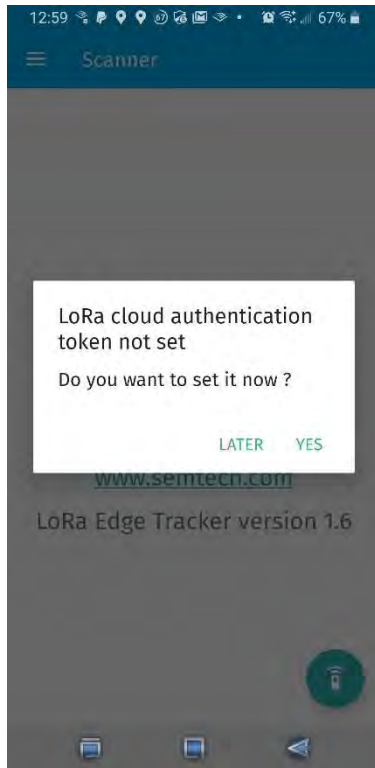 12:59 67 67%
Scanner
LoRa cloud authentication
token not set
Do you want to set it now ?
LATER YES
www.semtech.com
LoRa Edge Tracker version 1.6